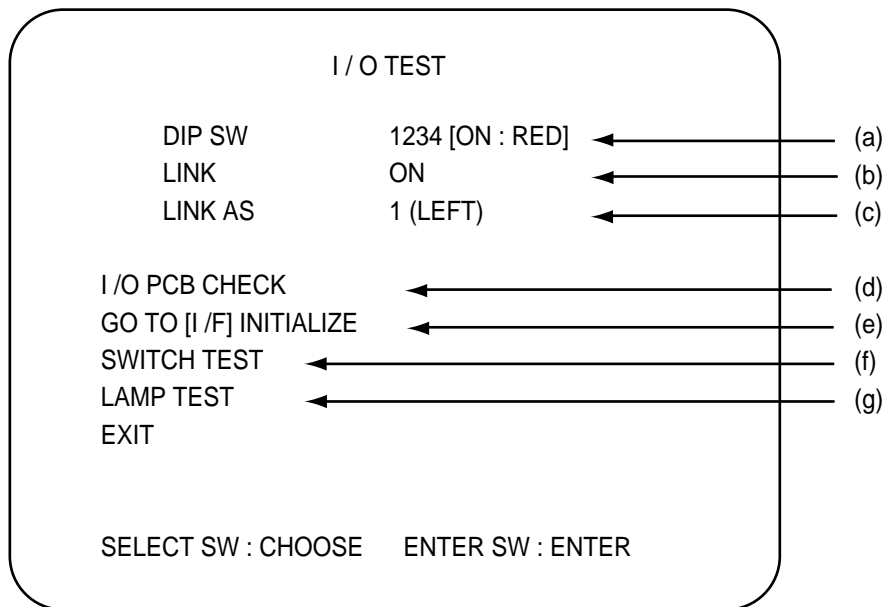 I / O TEST
DIP SW 1234 [ON : RED] (a)
LINK ON (b)
LINK AS 1 (LEFT) (c)
I /O PCB CHECK (d)
GO TO [I /F] INITIALIZE (e)
SWITCH TEST (f)
LAMP TEST (g)
EXIT
SELECT SW : CHOOSE ENTER SW : ENTER